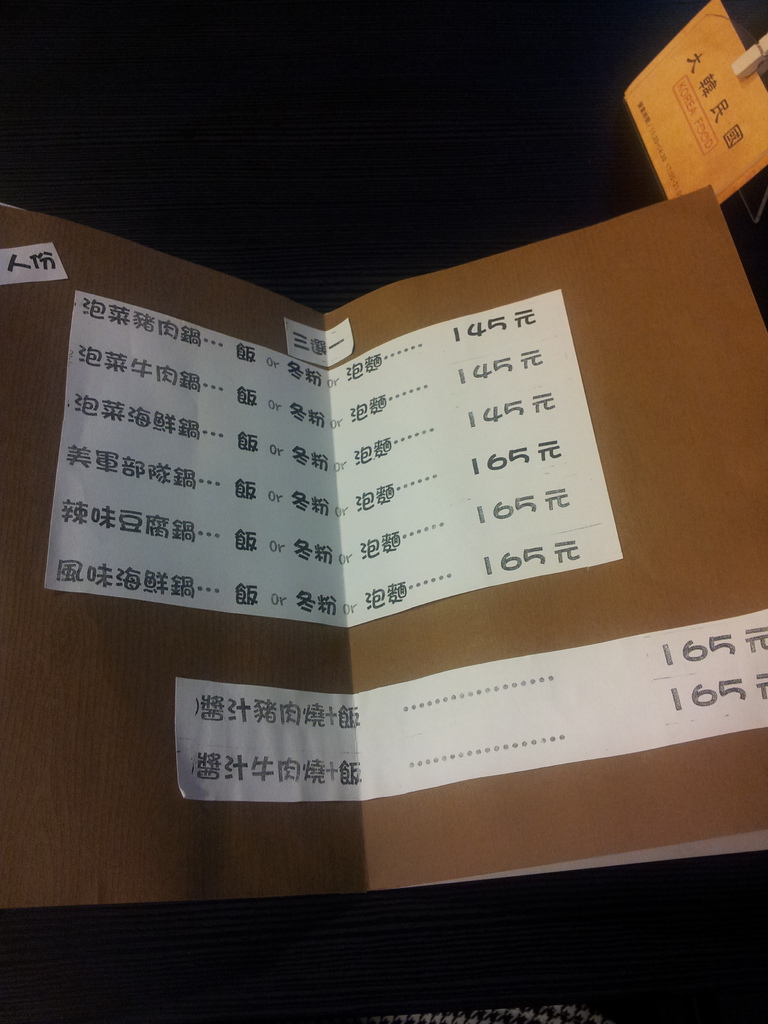 大韓民國
KOREA FOOD
人份
三選一
泡菜豬肉鍋… 飯 or 冬粉 or 泡麵…… 145元
泡菜牛肉鍋… 飯 or 冬粉 or 泡麵…… 145元
泡菜海鮮鍋… 飯 or 冬粉 or 泡麵…… 145元
美軍部隊鍋… 飯 or 冬粉 or 泡麵…… 165元
辣味豆腐鍋… 飯 or 冬粉 or 泡麵…… 165元
風味海鮮鍋… 飯 or 冬粉 or 泡麵…… 165元
)醬汁豬肉燒+飯 ……………… 165元
)醬汁牛肉燒+飯 ……………… 165元